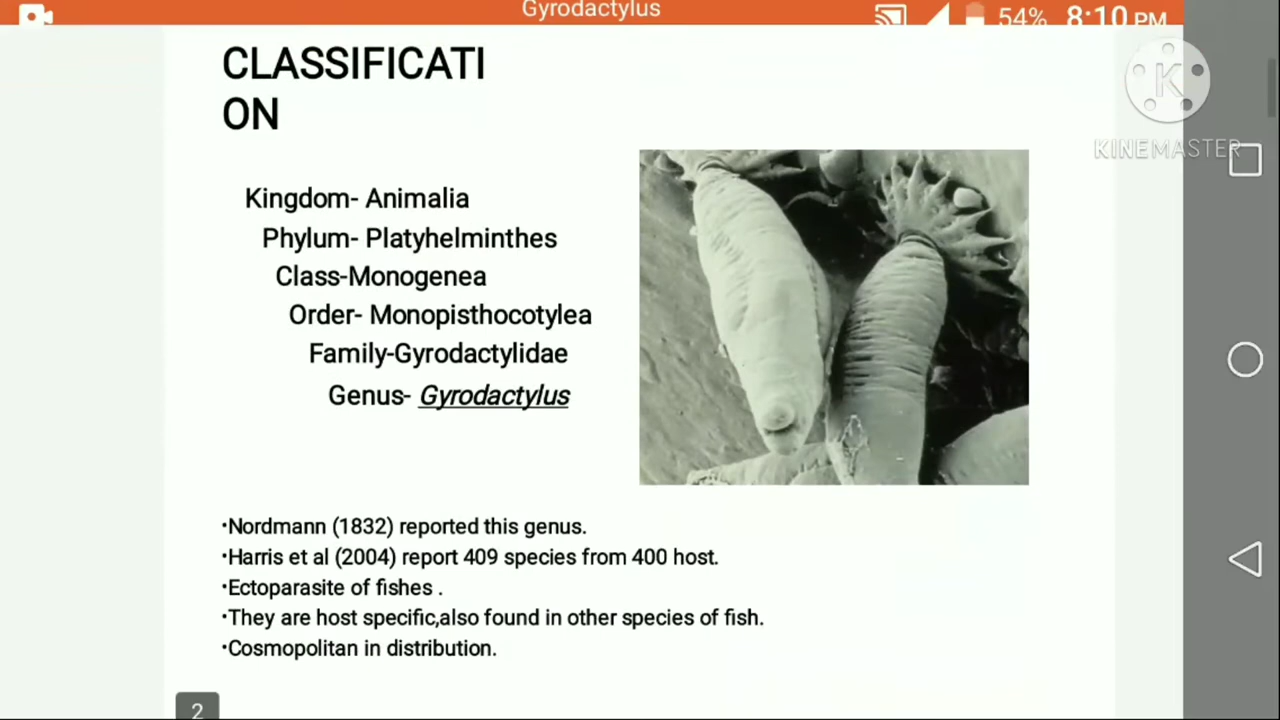 Gyrodactylus
54% 8:10 PM
CLASSIFICATI
ON
K
KINEMASTER
Kingdom- Animalia
Phylum- Platyhelminthes
Class-Monogenea
Order- Monopisthocotylea
Family-Gyrodactylidae
Genus- Gyrodactylus
·Nordmann (1832) reported this genus.
·Harris et al (2004) report 409 species from 400 host.
·Ectoparasite of fishes .
·They are host specific,also found in other species of fish.
·Cosmopolitan in distribution.
2